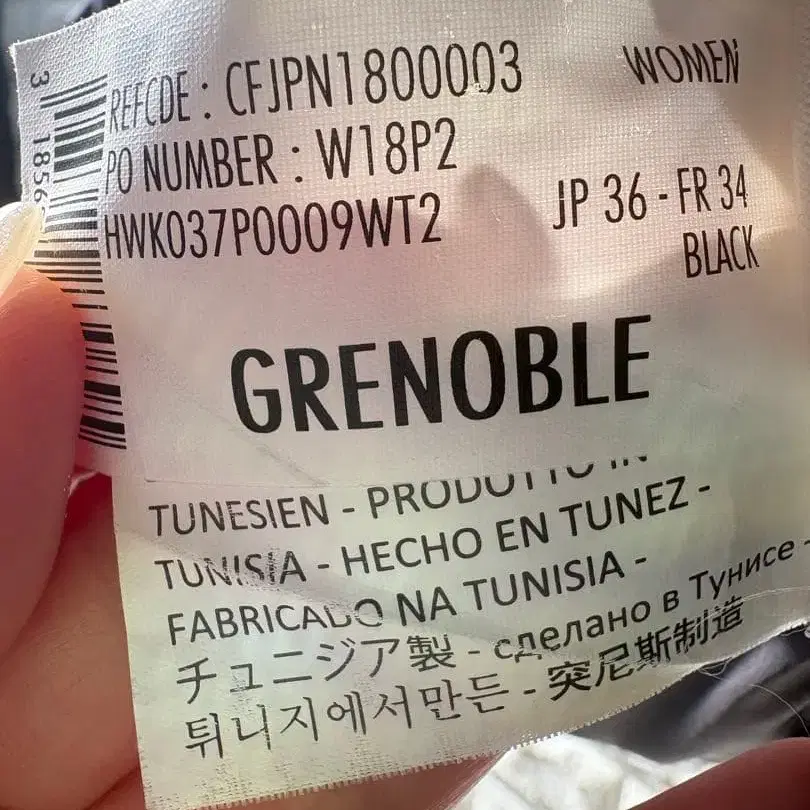 3 1856
REFCDE : CFJPN1800003 WOMEN
PO NUMBER : W18P2
HWK037P0009WT2 JP 36 - FR 34
BLACK
GRENOBLE
TUNESIEN - PRODOTTO IN
TUNISIA - HECHO EN TUNEZ -
FABRICADO NA TUNISIA -
チュニジア製 - сделано в Тунисе -
튀니지에서만든 - 突尼斯制造